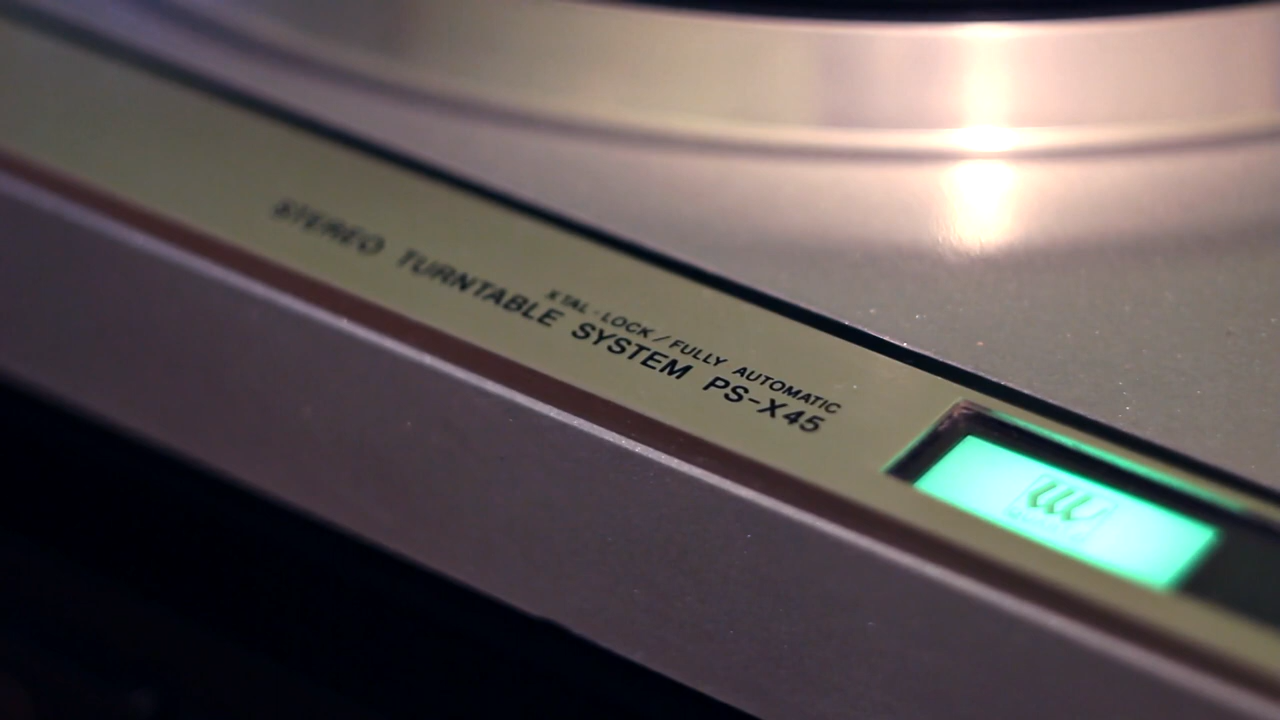 XTAL·LOCK / FULLY AUTOMATIC
STEREO TURNTABLE SYSTEM PS-X45